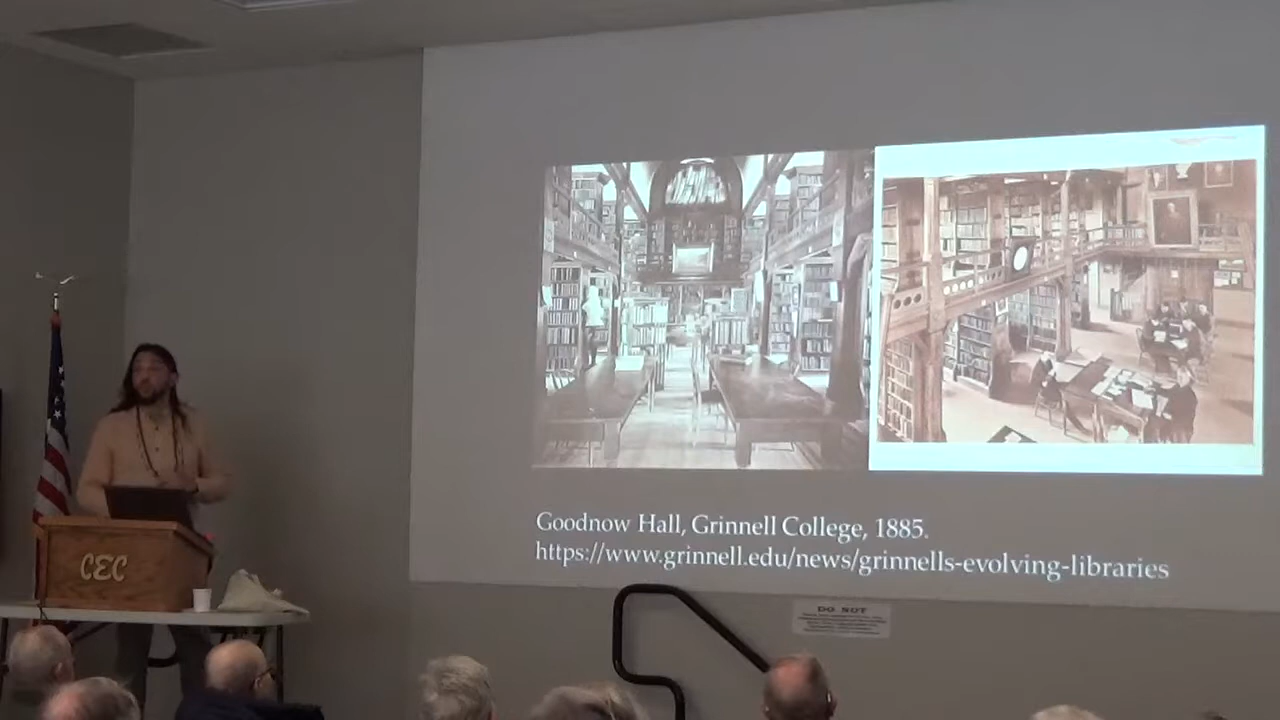 Goodnow Hall, Grinnell College, 1885.
https://www.grinnell.edu/news/grinnells-evolving-libraries
CEC
DO NOT